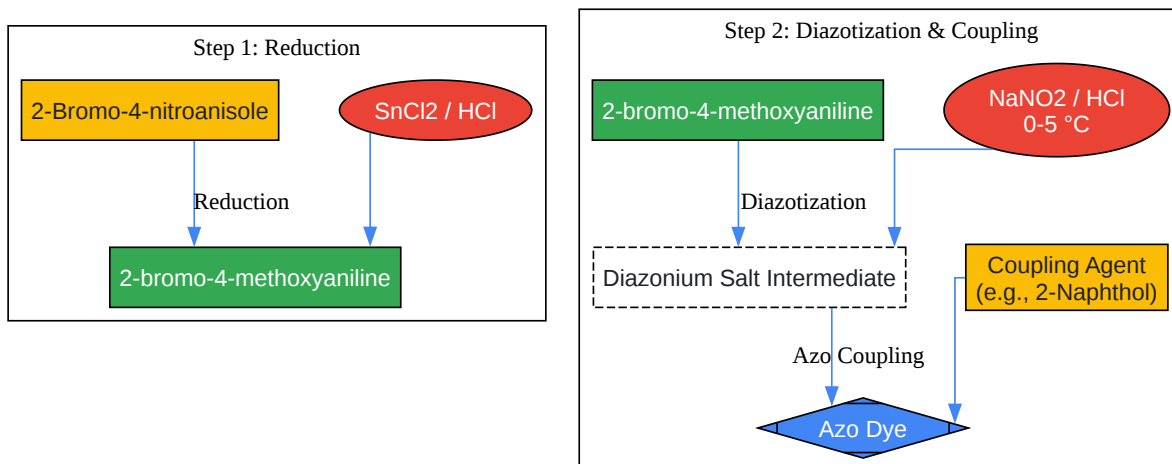 Step 1: Reduction
2-Bromo-4-nitroanisole
SnCl2 / HCl
Reduction
2-bromo-4-methoxyaniline
Step 2: Diazotization & Coupling
2-bromo-4-methoxyaniline
NaNO2 / HCl
0-5 °C
Diazotization
Diazonium Salt Intermediate
Coupling Agent
(e.g., 2-Naphthol)
Azo Coupling
Azo Dye